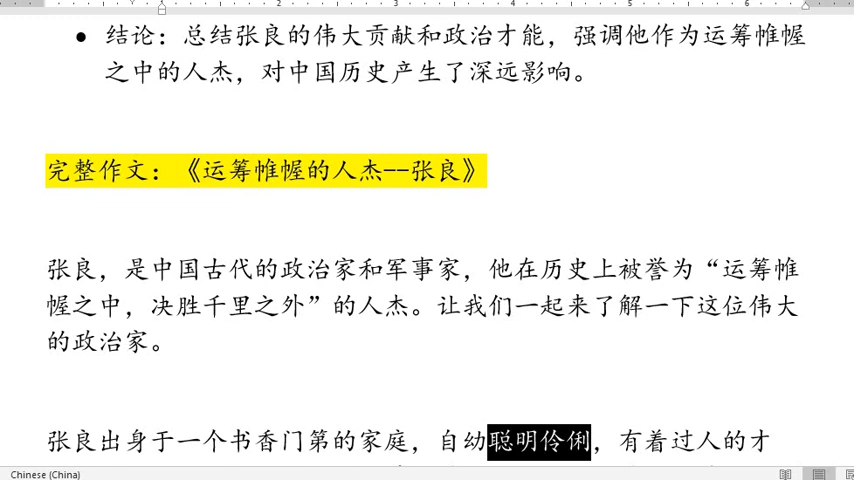 2 3 4 5 6
• 结论：总结张良的伟大贡献和政治才能，强调他作为运筹帷幄
之中的人杰，对中国历史产生了深远影响。
完整作文：《运筹帷幄的人杰--张良》
张良，是中国古代的政治家和军事家，他在历史上被誉为“运筹帷
幄之中，决胜千里之外”的人杰。让我们一起来了解一下这位伟大
的政治家。
张良出身于一个书香门第的家庭，自幼聪明伶俐，有着过人的才
Chinese (China)